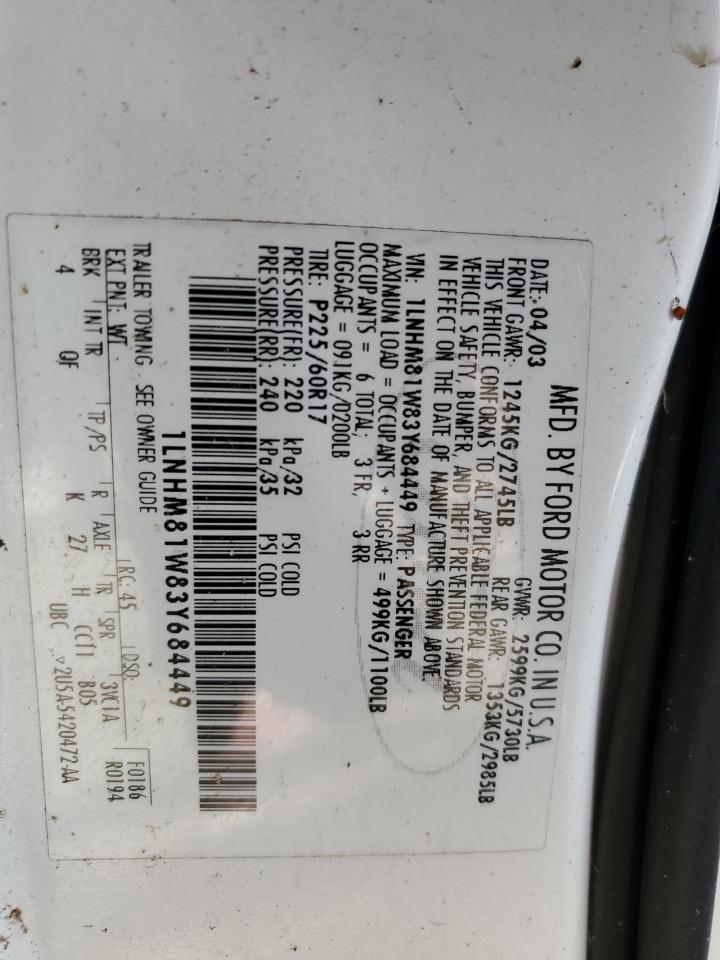 MFD. BY FORD MOTOR CO. IN U.S.A.
DATE: 04/03 GVWR: 2599KG/5730LB
FRONT GAWR: 1245KG/2745LB REAR GAWR: 1353KG/2985LB
THIS VEHICLE CONFORMS TO ALL APPLICABLE FEDERAL MOTOR
VEHICLE SAFETY, BUMPER, AND THEFT PREVENTION STANDARDS
IN EFFECT ON THE DATE OF MANUFACTURE SHOWN ABOVE.
VIN: 1LNHM81W83Y684449 TYPE: PASSENGER
MAXIMUM LOAD = OCCUPANTS + LUGGAGE = 499KG/1100LB
OCCUPANTS = 6 TOTAL; 3 FR, 3 RR
LUGGAGE = 091KG/0200LB
TIRE: P225/60R17
PRESSURE(FR): 220 kPa/32 PSI COLD
PRESSURE(RR): 240 kPa/35 PSI COLD
1LNHM81W83Y684449
TRAILER TOWING SEE OWNER GUIDE
F0186
EXT PNT: WT RC: 45 DSO: R0194
BRK INT TR TP/PS R AXLE TR SPR 3YC1A
4 QF K 27 H CC11 B05
UBC 2U5A-5420472-AA